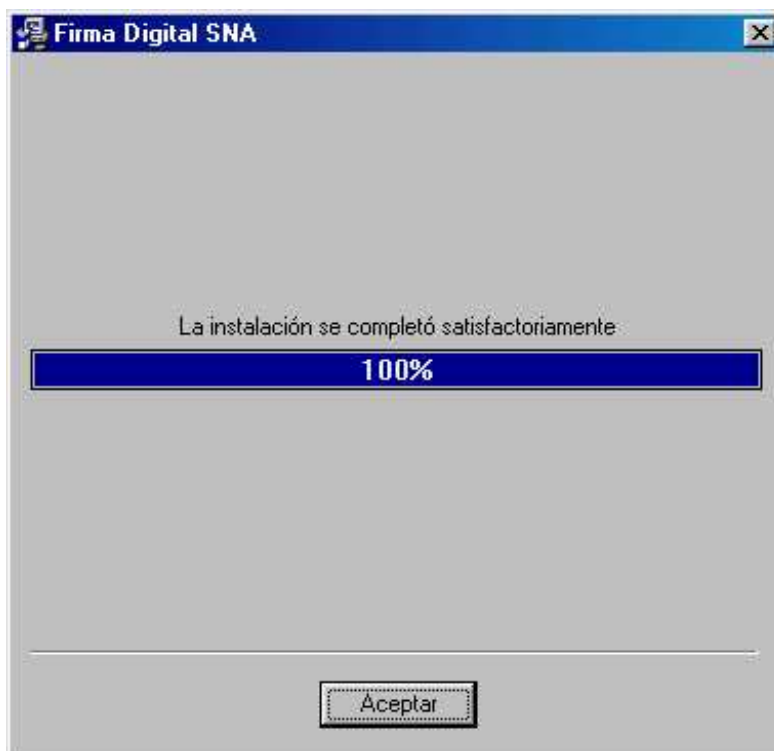 Firma Digital SNA
La instalación se completó satisfactoriamente
100%
Aceptar